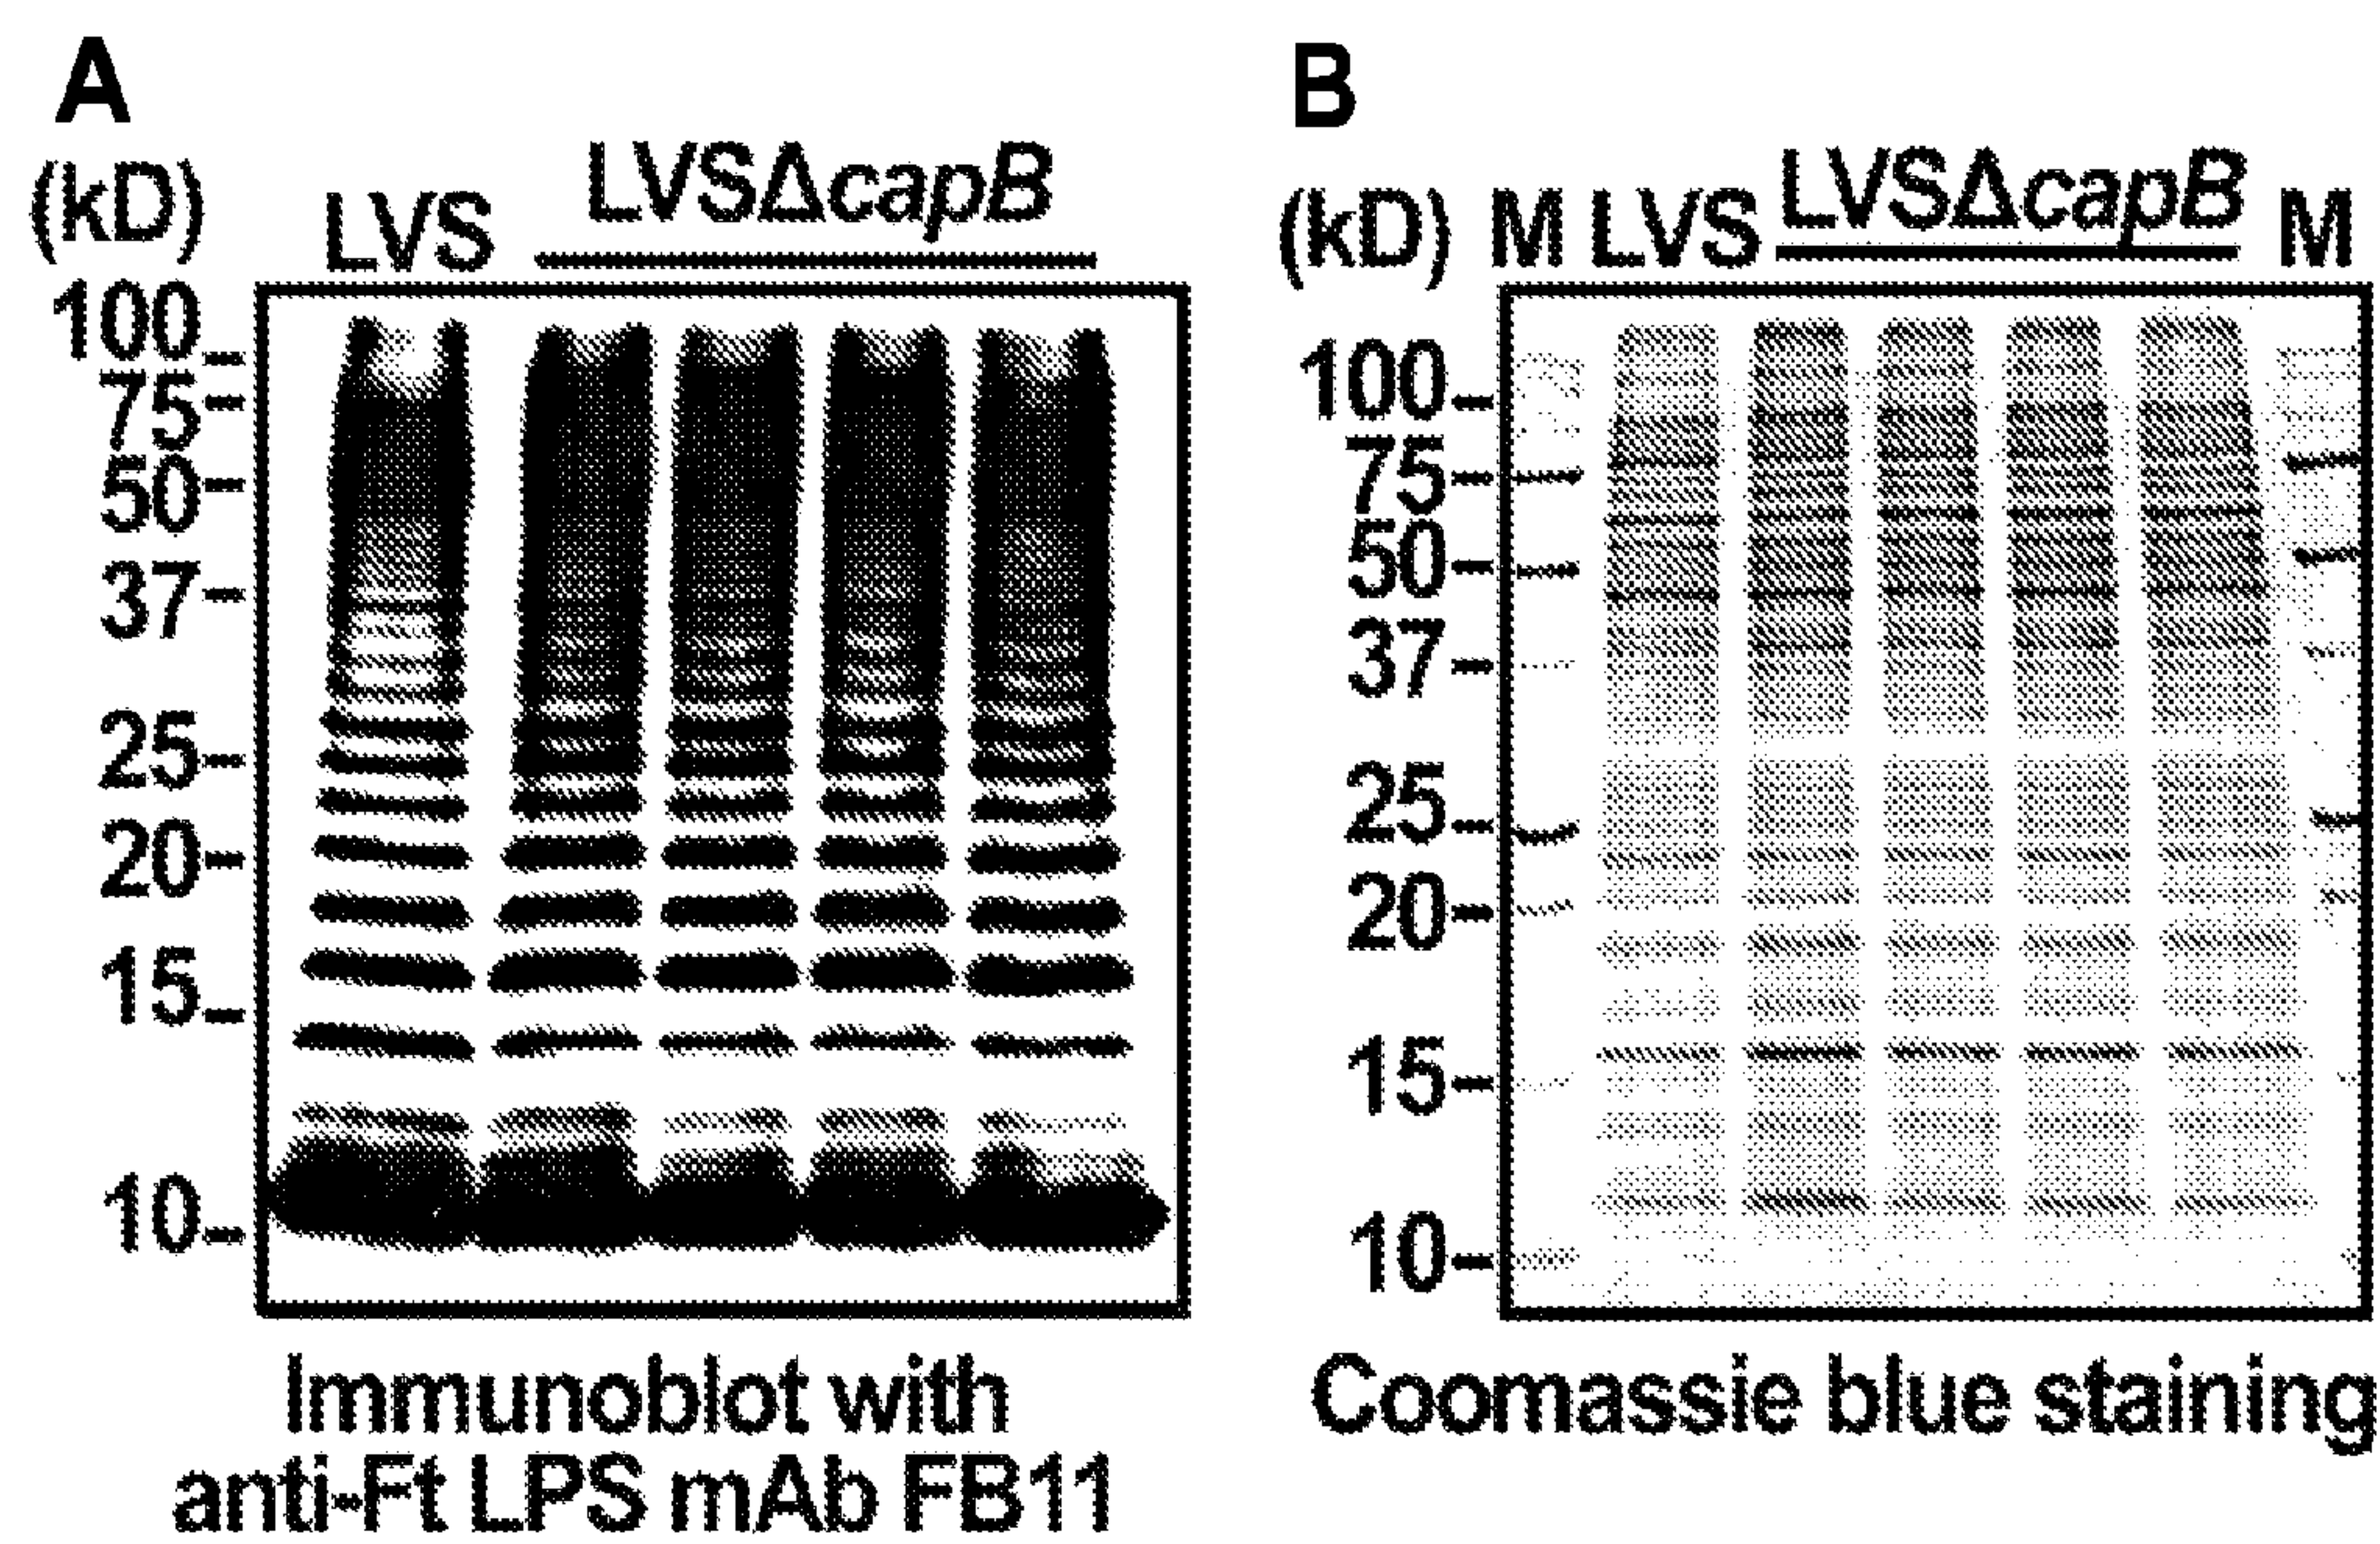 A
(kD)
LVS
LVSΔcapB
100
75
50
37
25
20
15
10
Immunoblot with
anti-Ft LPS mAb FB11
B
(kD) M LVS LVSΔcapB M
100
75
50
37
25
20
15
10
Coomassie blue staining